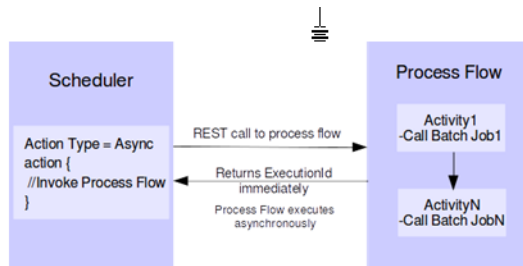 Scheduler
Action Type = Async
action {
//Invoke Process Flow
}
REST call to process flow
Returns ExecutionId
immediately
Process Flow executes
asynchronously
Process Flow
Activity1
-Call Batch Job1
ActivityN
-Call Batch JobN